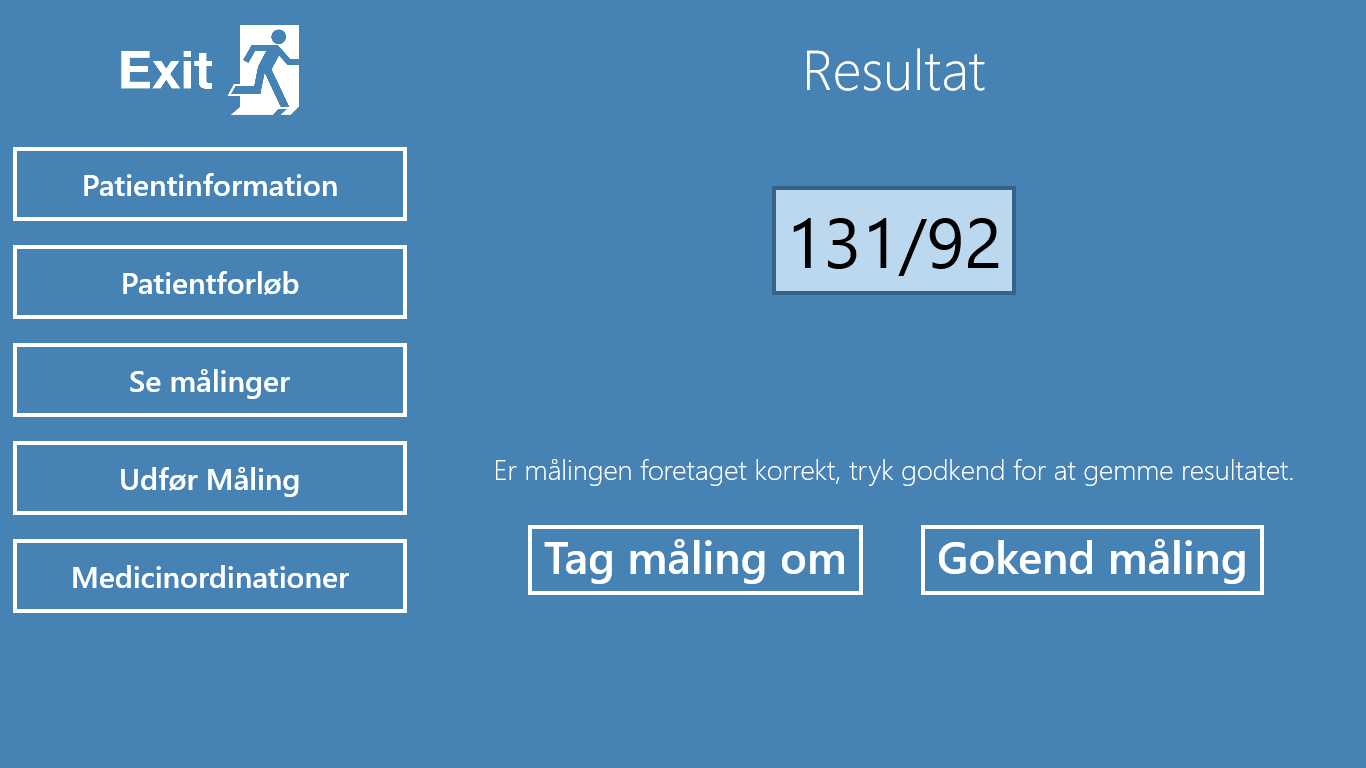 Exit
Patientinformation
Patientforløb
Se målinger
Udfør Måling
Medicinordinationer
Resultat
131/92
Er målingen foretaget korrekt, tryk godkend for at gemme resultatet.
Tag måling om
Gokend måling